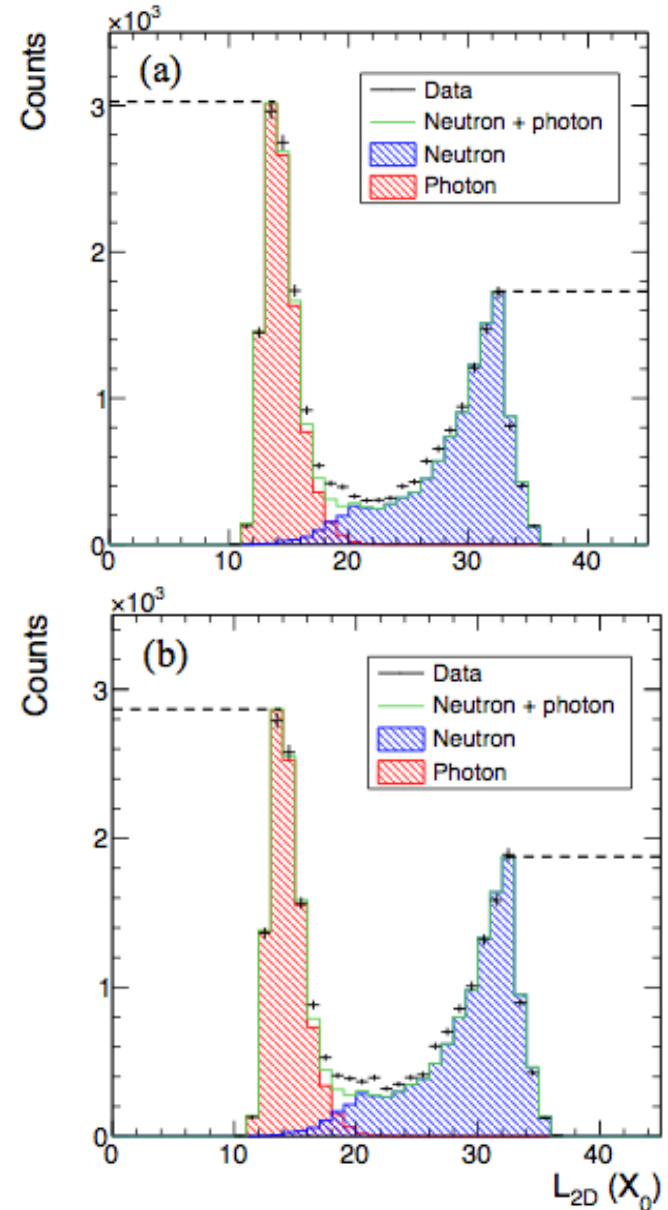 ×10³
(a)
Counts
Data
Neutron + photon
Neutron
Photon
3
2
1
0
0 10 20 30 40
×10³
(b)
Counts
Data
Neutron + photon
Neutron
Photon
3
2
1
0
0 10 20 30 40
L₂D (X₀)